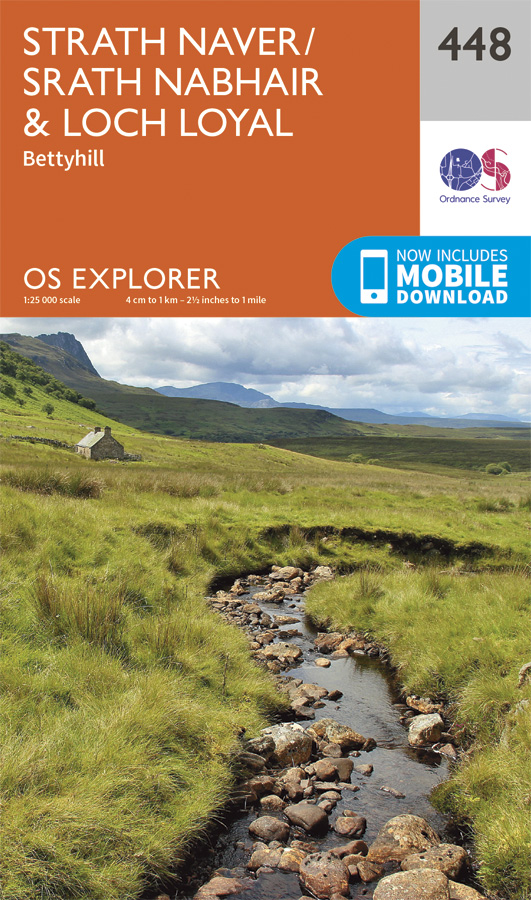 STRATH NAVER/
SRATH NABHAIR
& LOCH LOYAL
Bettyhill
448
OS
Ordnance Survey
OS EXPLORER
1:25 000 scale 4 cm to 1 km – 2½ inches to 1 mile
NOW INCLUDES
MOBILE
DOWNLOAD